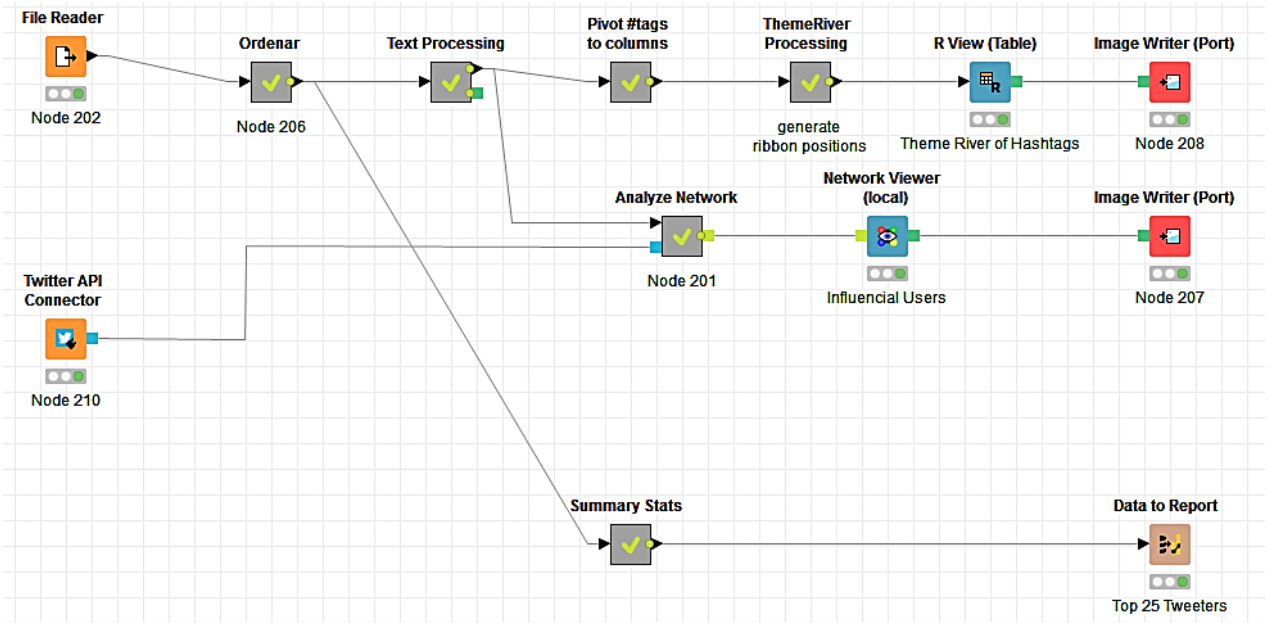 File Reader
Node 202
Ordenar
Node 206
Text Processing
Pivot #tags
to columns
ThemeRiver
Processing
generate
ribbon positions
R View (Table)
R
Theme River of Hashtags
Image Writer (Port)
Node 208
Analyze Network
Node 201
Network Viewer
(local)
Influencial Users
Image Writer (Port)
Node 207
Twitter API
Connector
Node 210
Summary Stats
Data to Report
Top 25 Tweeters